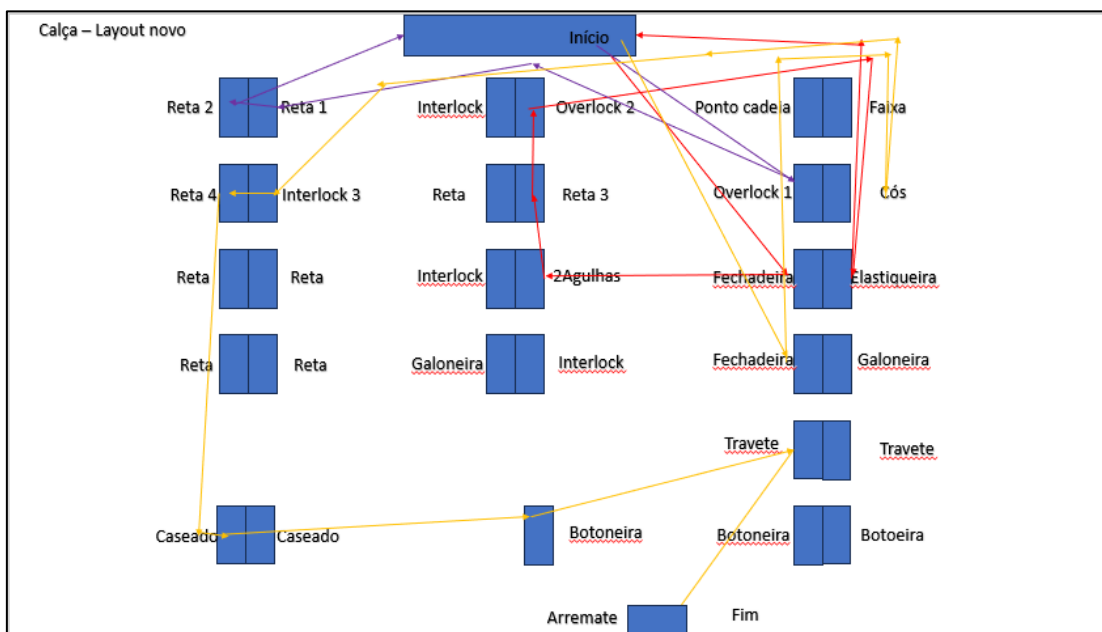 Calça – Layout novo
Início
Reta 2
Reta 1
Interlock
Overlock 2
Ponto cadeia
Faixa
Reta 4
Interlock 3
Reta
Reta 3
Overlock 1
Cós
Reta
Reta
Interlock
2Agulhas
Fechadeira
Elastiqueira
Reta
Reta
Galoneira
Interlock
Fechadeira
Galoneira
Travete
Travete
Caseado
Caseado
Botoneira
Botoneira
Botoeira
Arremate
Fim